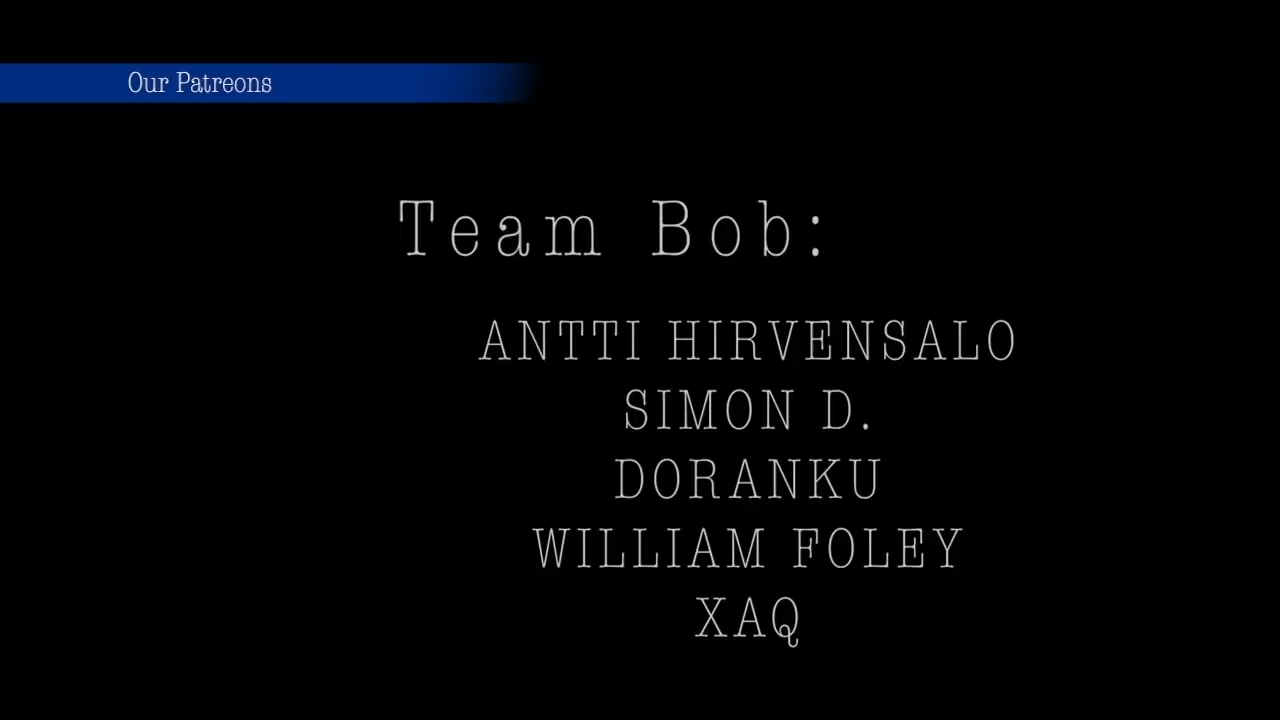 Our Patreons
Team Bob:
ANTTI HIRVENSALO
SIMON D.
DORANKU
WILLIAM FOLEY
XAQ